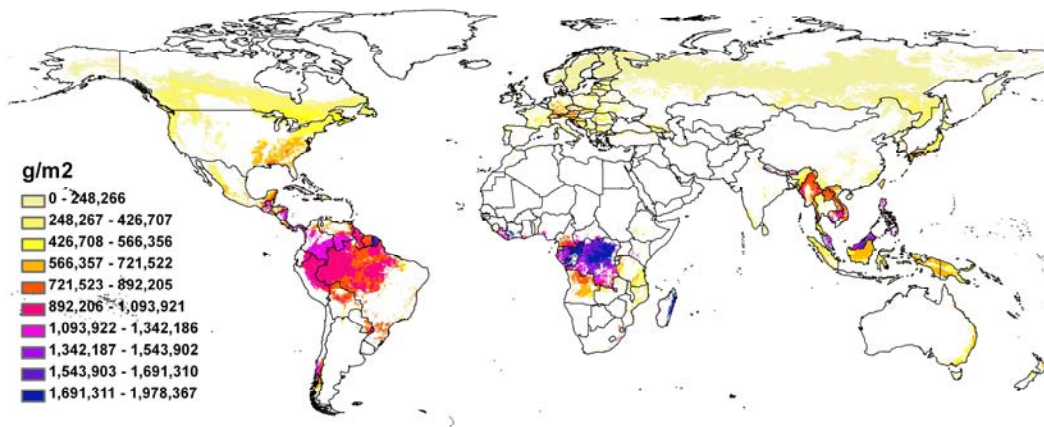 g/m2
0 - 248,266
248,267 - 426,707
426,708 - 566,356
566,357 - 721,522
721,523 - 892,205
892,206 - 1,093,921
1,093,922 - 1,342,186
1,342,187 - 1,543,902
1,543,903 - 1,691,310
1,691,311 - 1,978,367